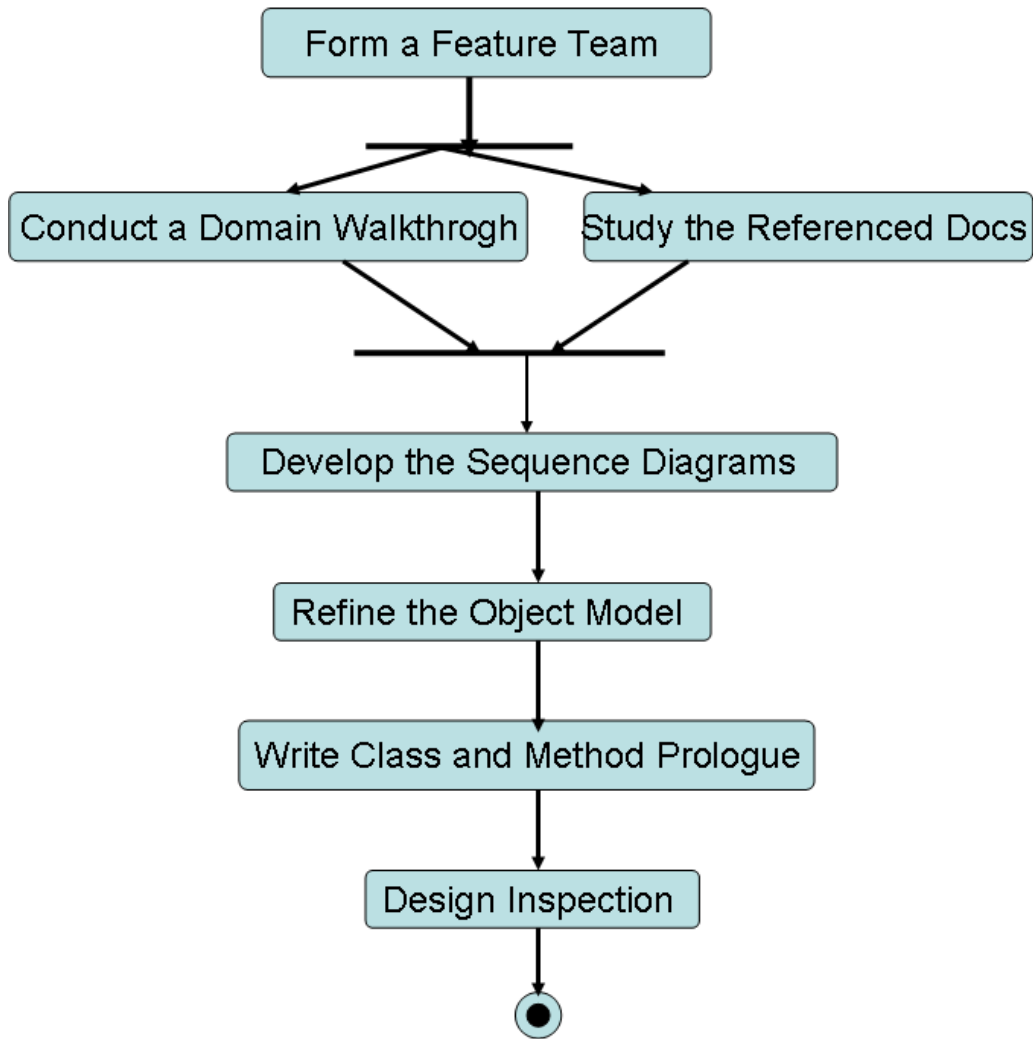 Form a Feature Team
Conduct a Domain Walkthrogh
Study the Referenced Docs
Develop the Sequence Diagrams
Refine the Object Model
Write Class and Method Prologue
Design Inspection